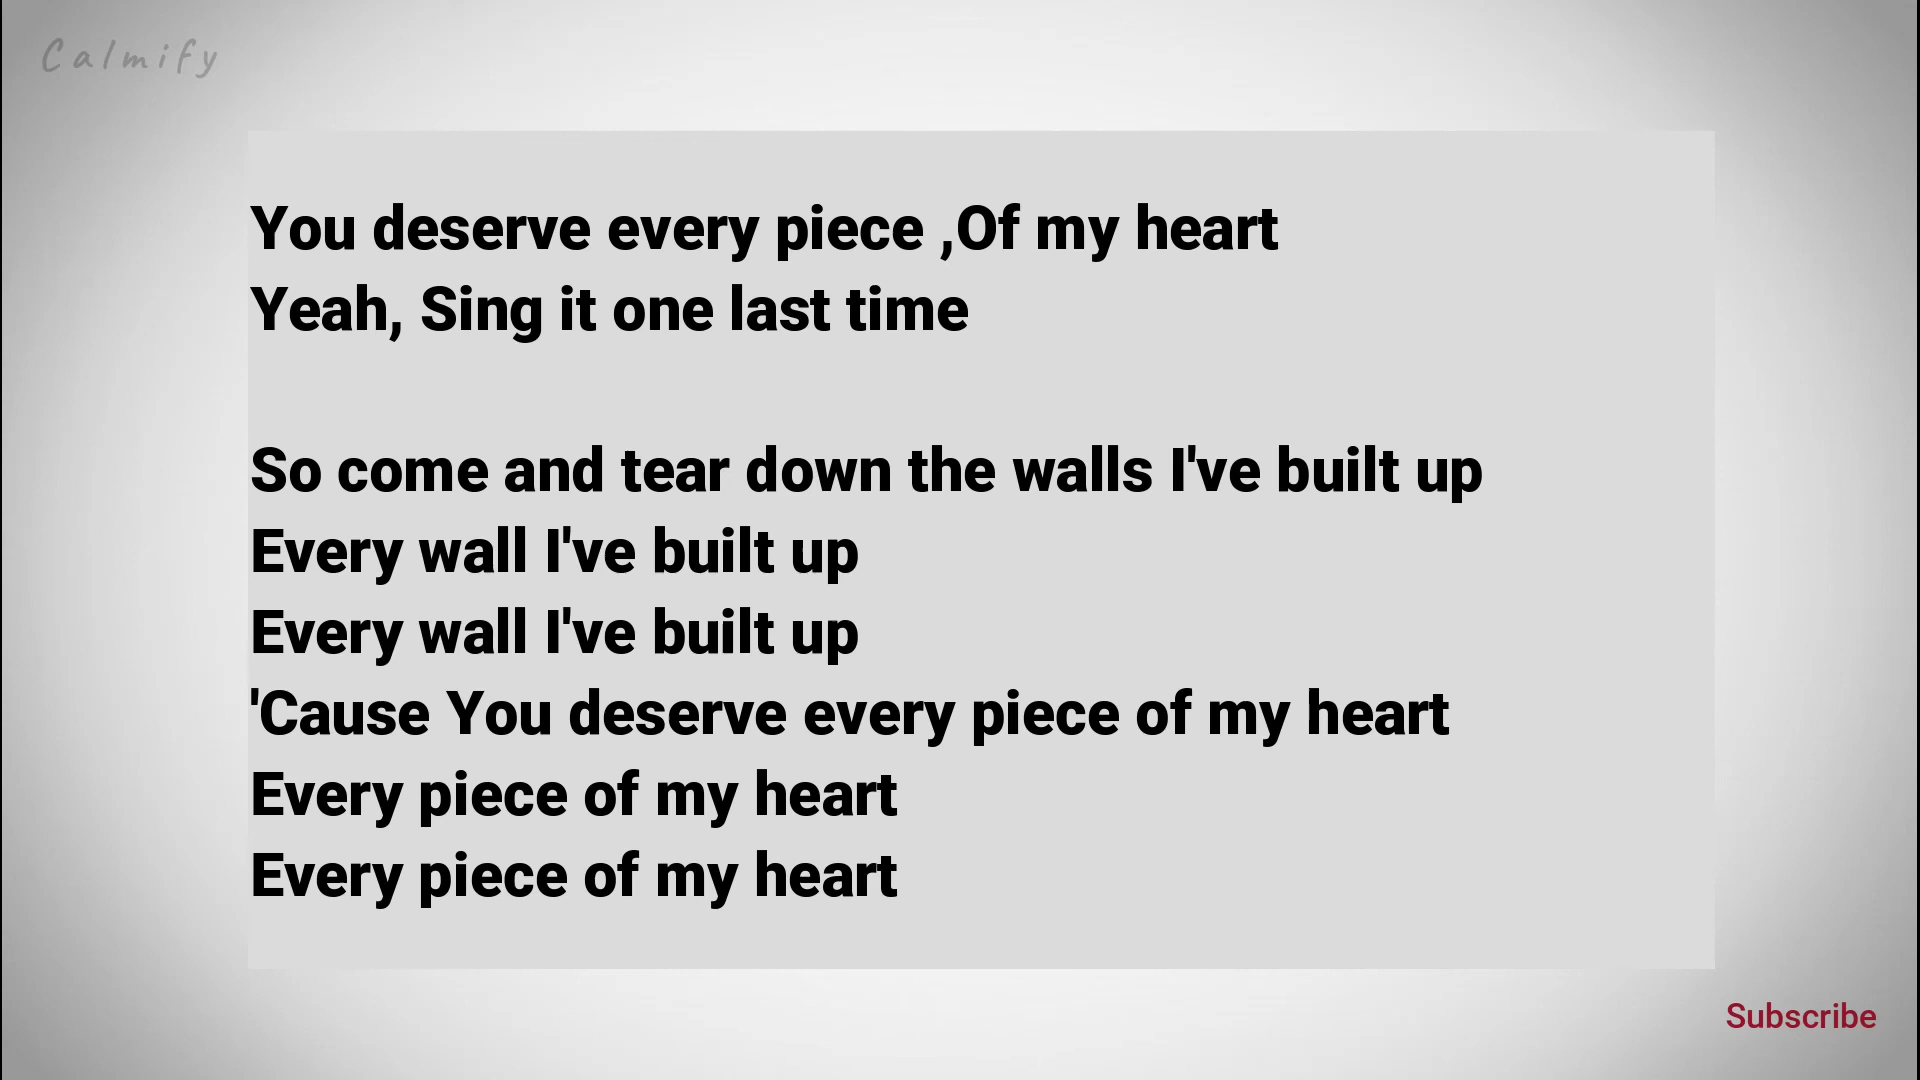 Calmify
You deserve every piece ,Of my heart
Yeah, Sing it one last time
So come and tear down the walls I've built up
Every wall I've built up
Every wall I've built up
'Cause You deserve every piece of my heart
Every piece of my heart
Every piece of my heart
Subscribe